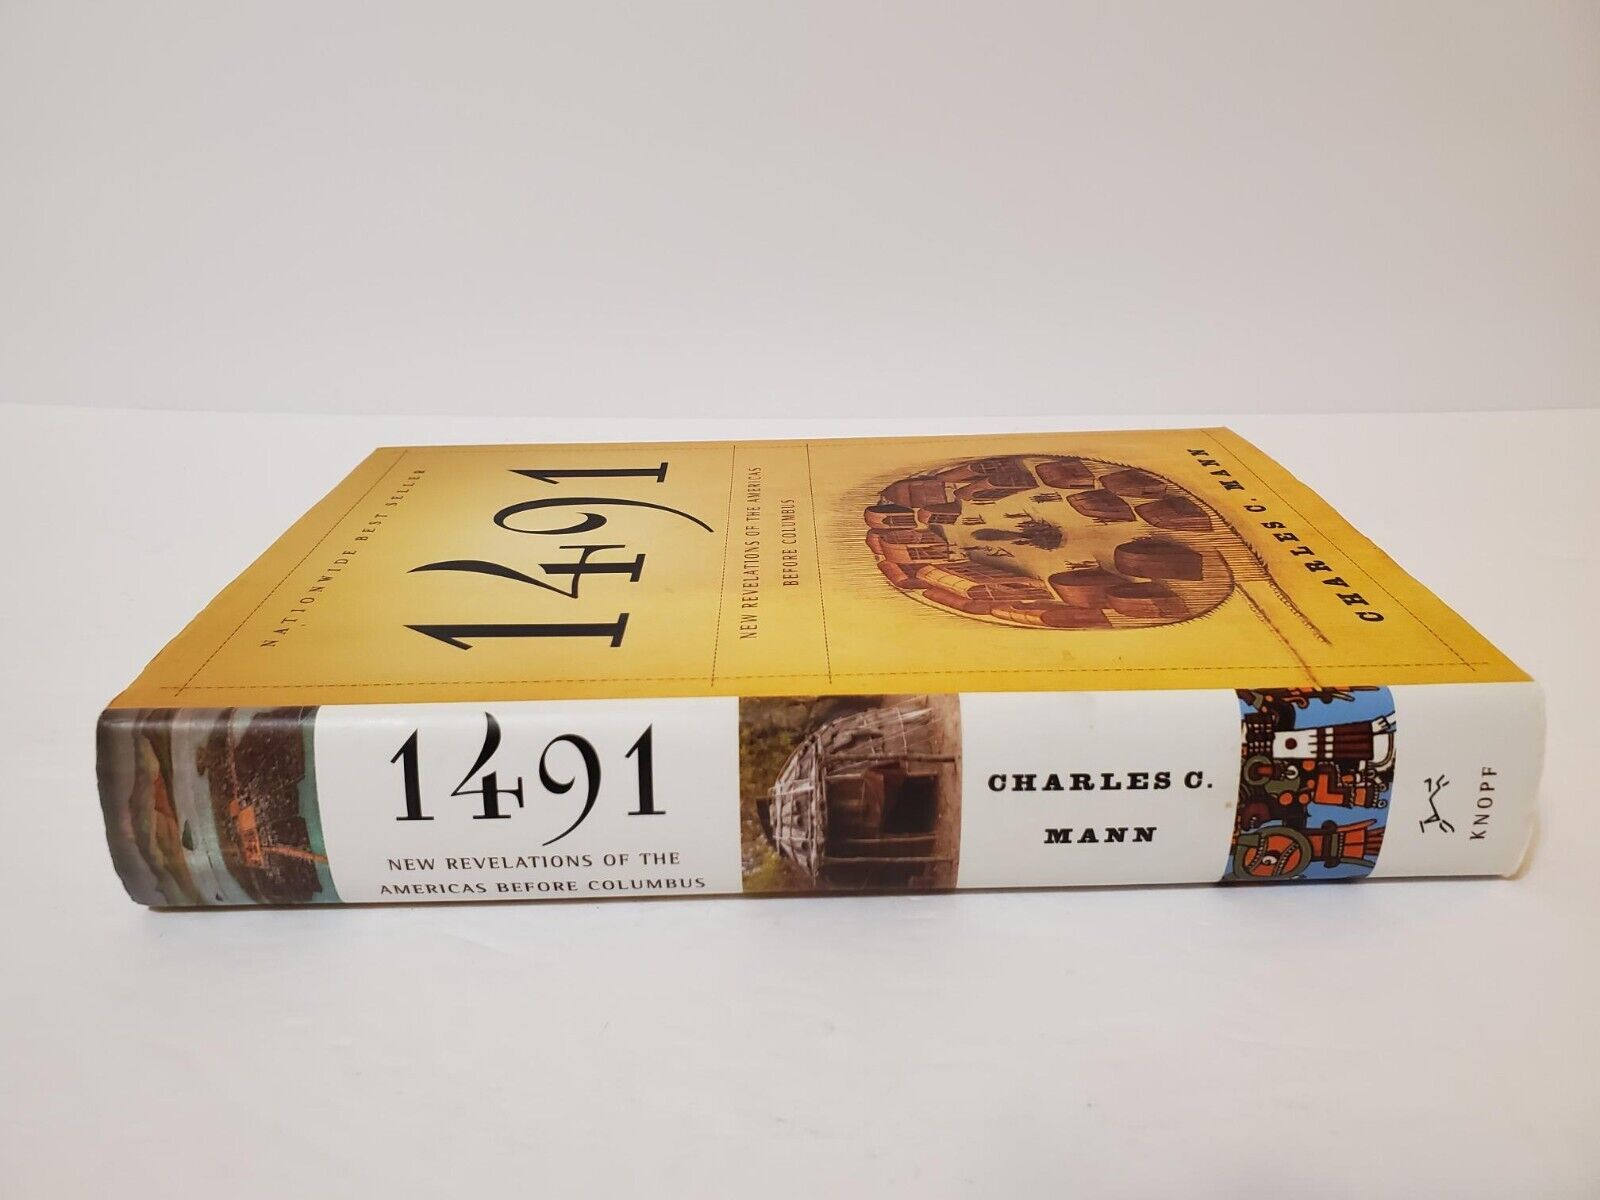 NATIONWIDE BEST SELLER
1491
NEW REVELATIONS OF THE AMERICAS
BEFORE COLUMBUS
CHARLES C. MANN
1491
NEW REVELATIONS OF THE
AMERICAS BEFORE COLUMBUS
CHARLES C.
MANN
KNOPF